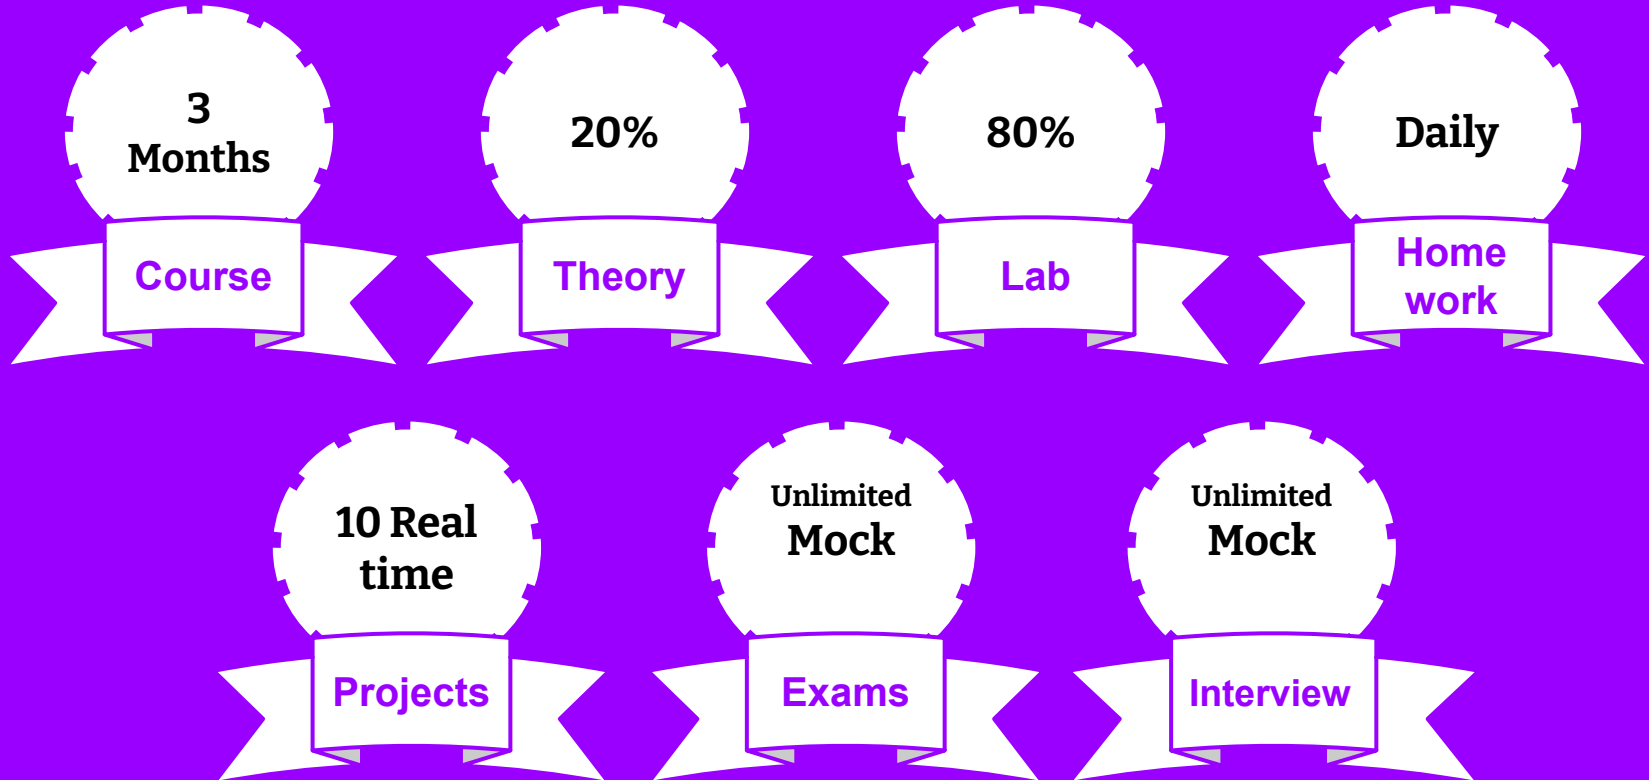 3
Months
Course
20%
Theory
80%
Lab
Daily
Home
work
10 Real
time
Projects
Unlimited
Mock
Exams
Unlimited
Mock
Interview